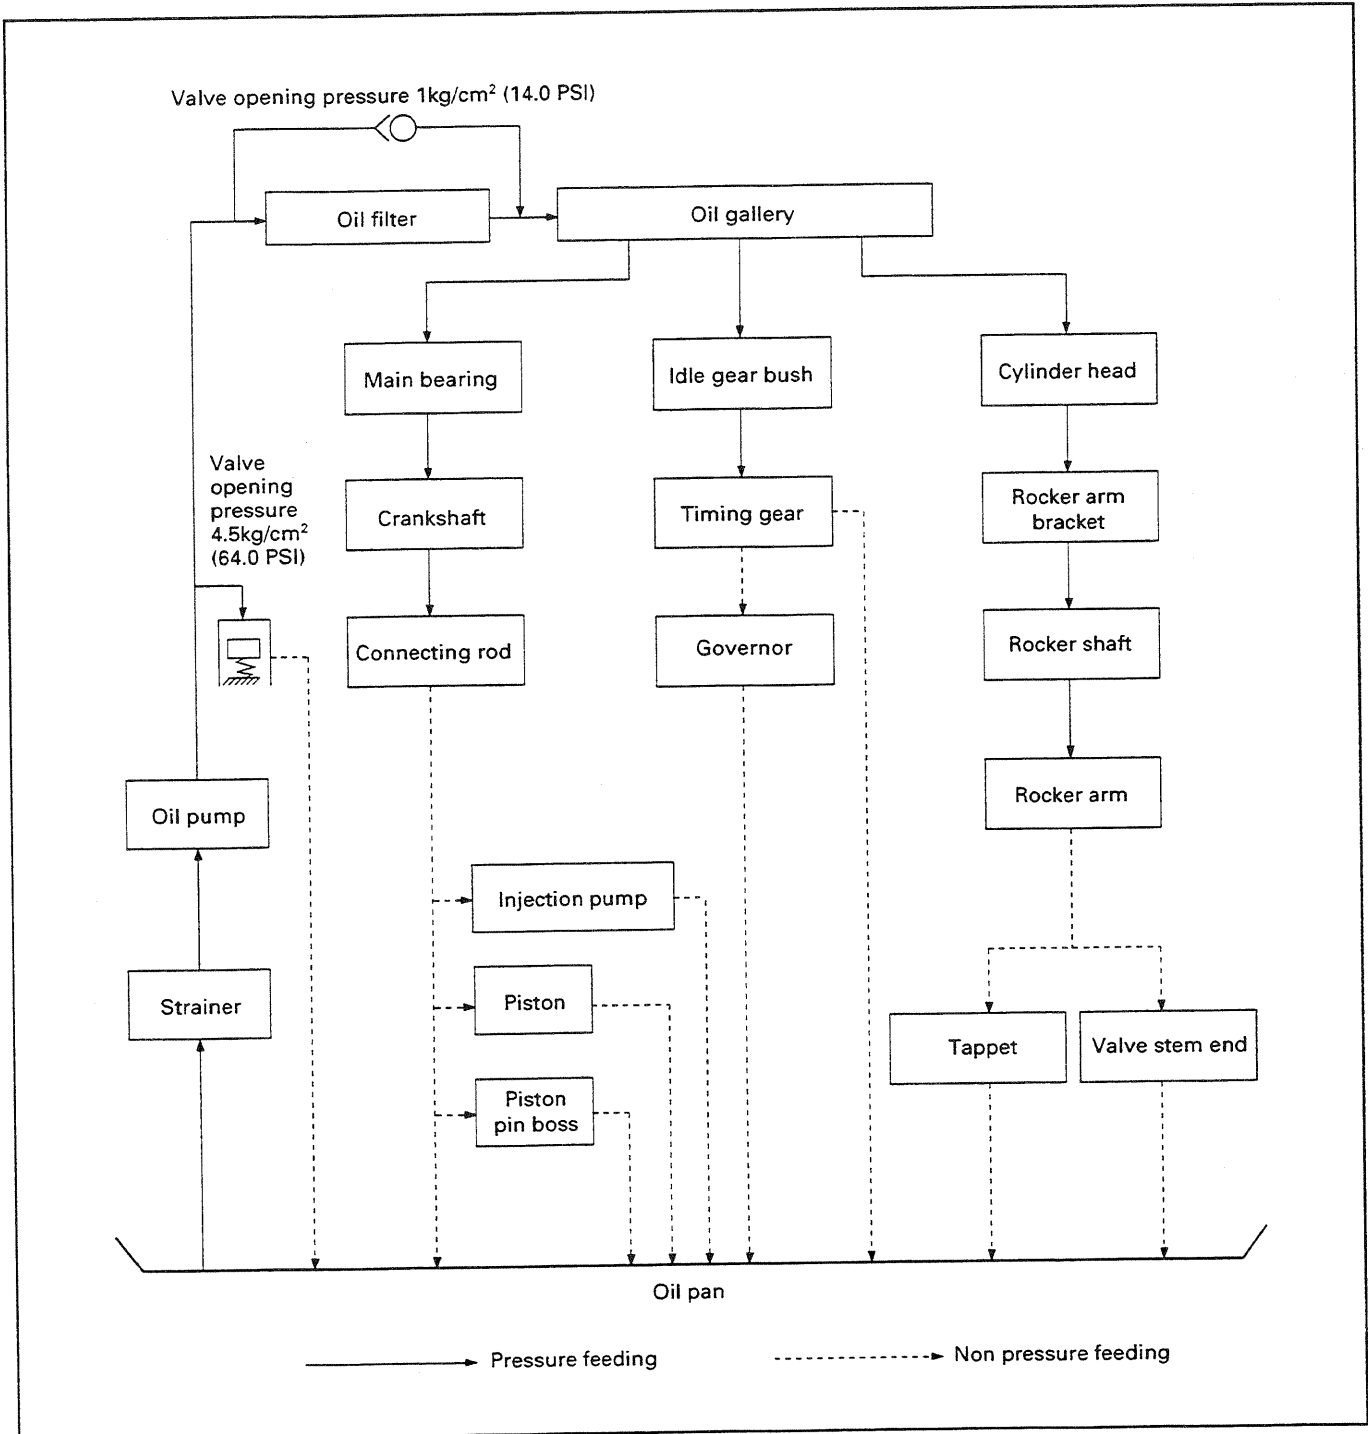 Valve opening pressure 1kg/cm² (14.0 PSI)
Oil filter
Oil gallery
Main bearing
Idle gear bush
Cylinder head
Valve
opening
pressure
4.5kg/cm²
(64.0 PSI)
Crankshaft
Timing gear
Rocker arm
bracket
Connecting rod
Governor
Rocker shaft
Oil pump
Rocker arm
Injection pump
Strainer
Piston
Tappet
Valve stem end
Piston
pin boss
Oil pan
Pressure feeding
Non pressure feeding